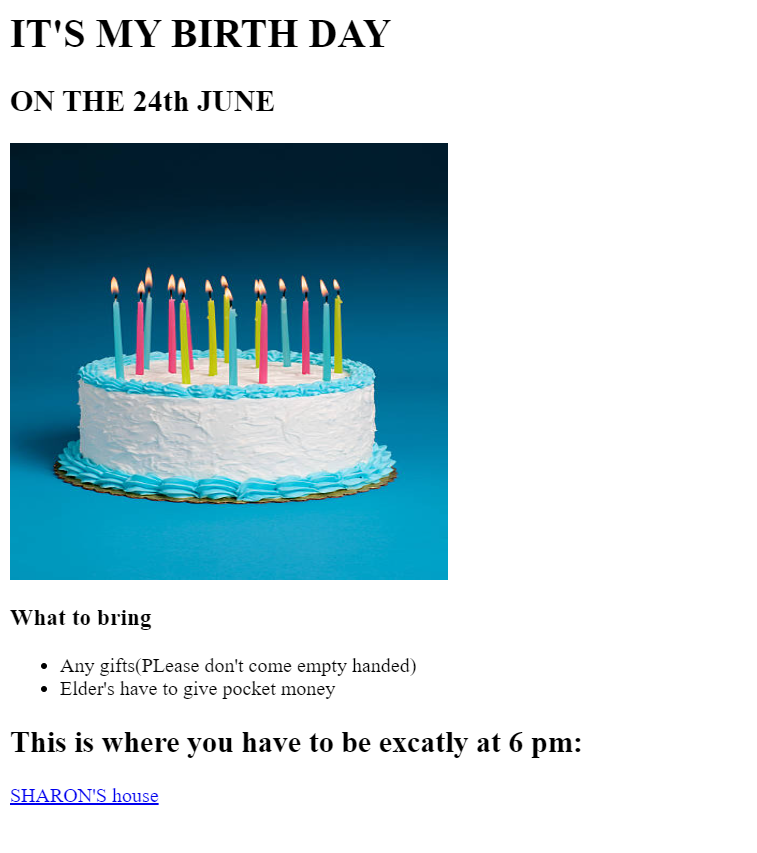 IT'S MY BIRTH DAY
ON THE 24th JUNE
What to bring
Any gifts(PLease don't come empty handed)
Elder's have to give pocket money
This is where you have to be excatly at 6 pm:
SHARON'S house